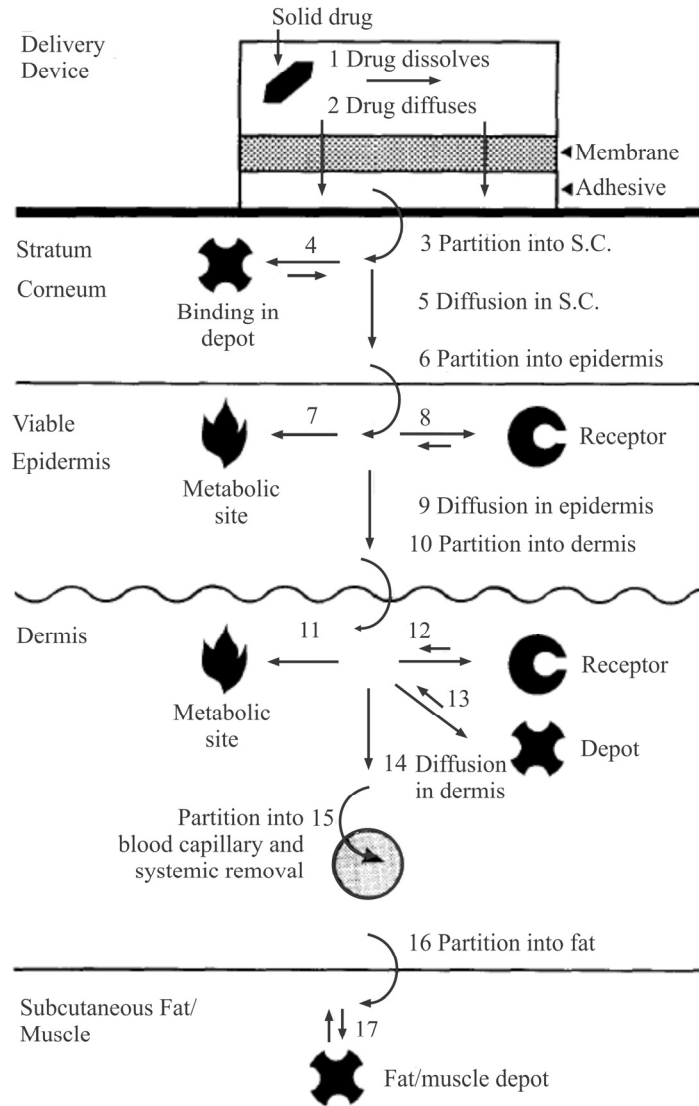 Solid drug
Delivery
Device
1 Drug dissolves
2 Drug diffuses
Membrane
Adhesive
Stratum
Corneum
4
3 Partition into S.C.
Binding in
depot
5 Diffusion in S.C.
6 Partition into epidermis
Viable
Epidermis
7
8
Receptor
Metabolic
site
9 Diffusion in epidermis
10 Partition into dermis
Dermis
11
12
Receptor
Metabolic
site
13
Depot
14 Diffusion
in dermis
Partition into
blood capillary and
systemic removal
15
16 Partition into fat
Subcutaneous Fat/
Muscle
17
Fat/muscle depot